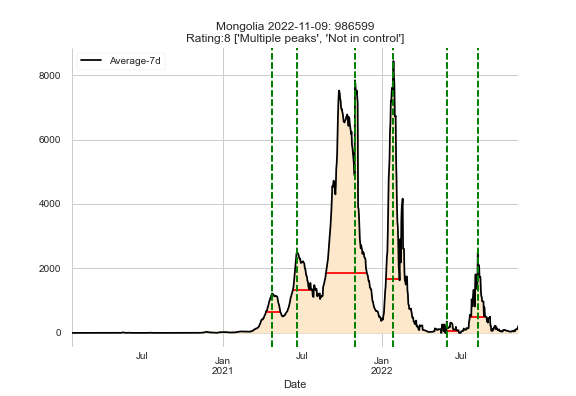 Mongolia 2022-11-09: 986599
Rating:8 ['Multiple peaks', 'Not in control']
Average-7d
8000
6000
4000
2000
0
Jul
Jan
2021
Jul
Jan
2022
Jul
Date